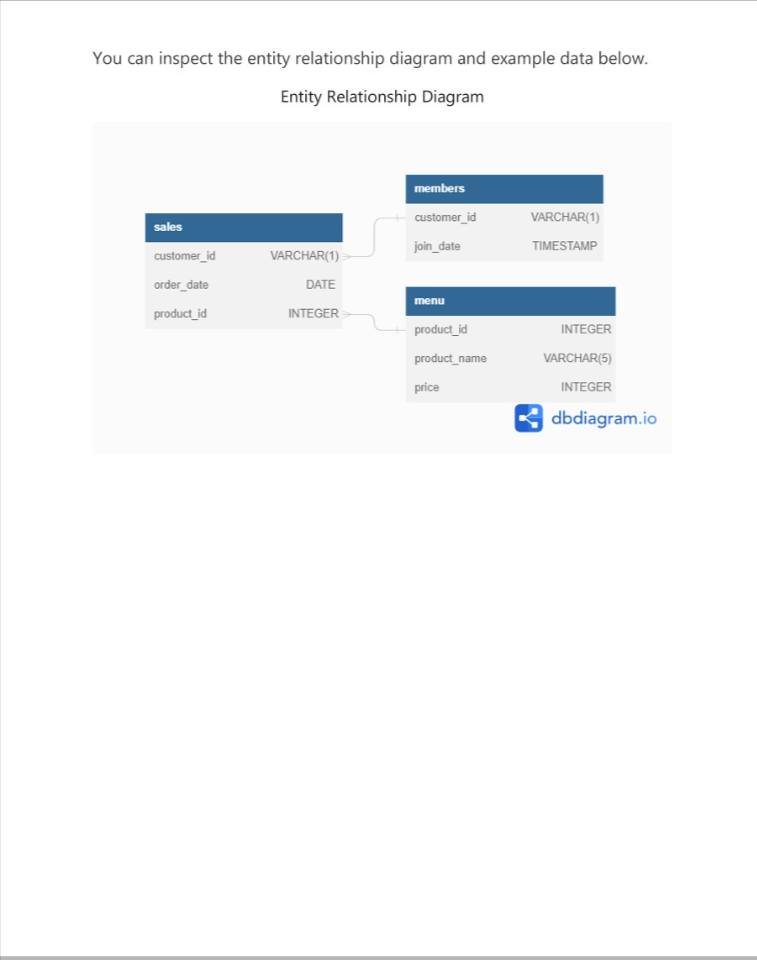 You can inspect the entity relationship diagram and example data below.
Entity Relationship Diagram
sales
customer_id VARCHAR(1)
order_date DATE
product_id INTEGER
members
customer_id VARCHAR(1)
join_date TIMESTAMP
menu
product_id INTEGER
product_name VARCHAR(5)
price INTEGER
dbdiagram.io